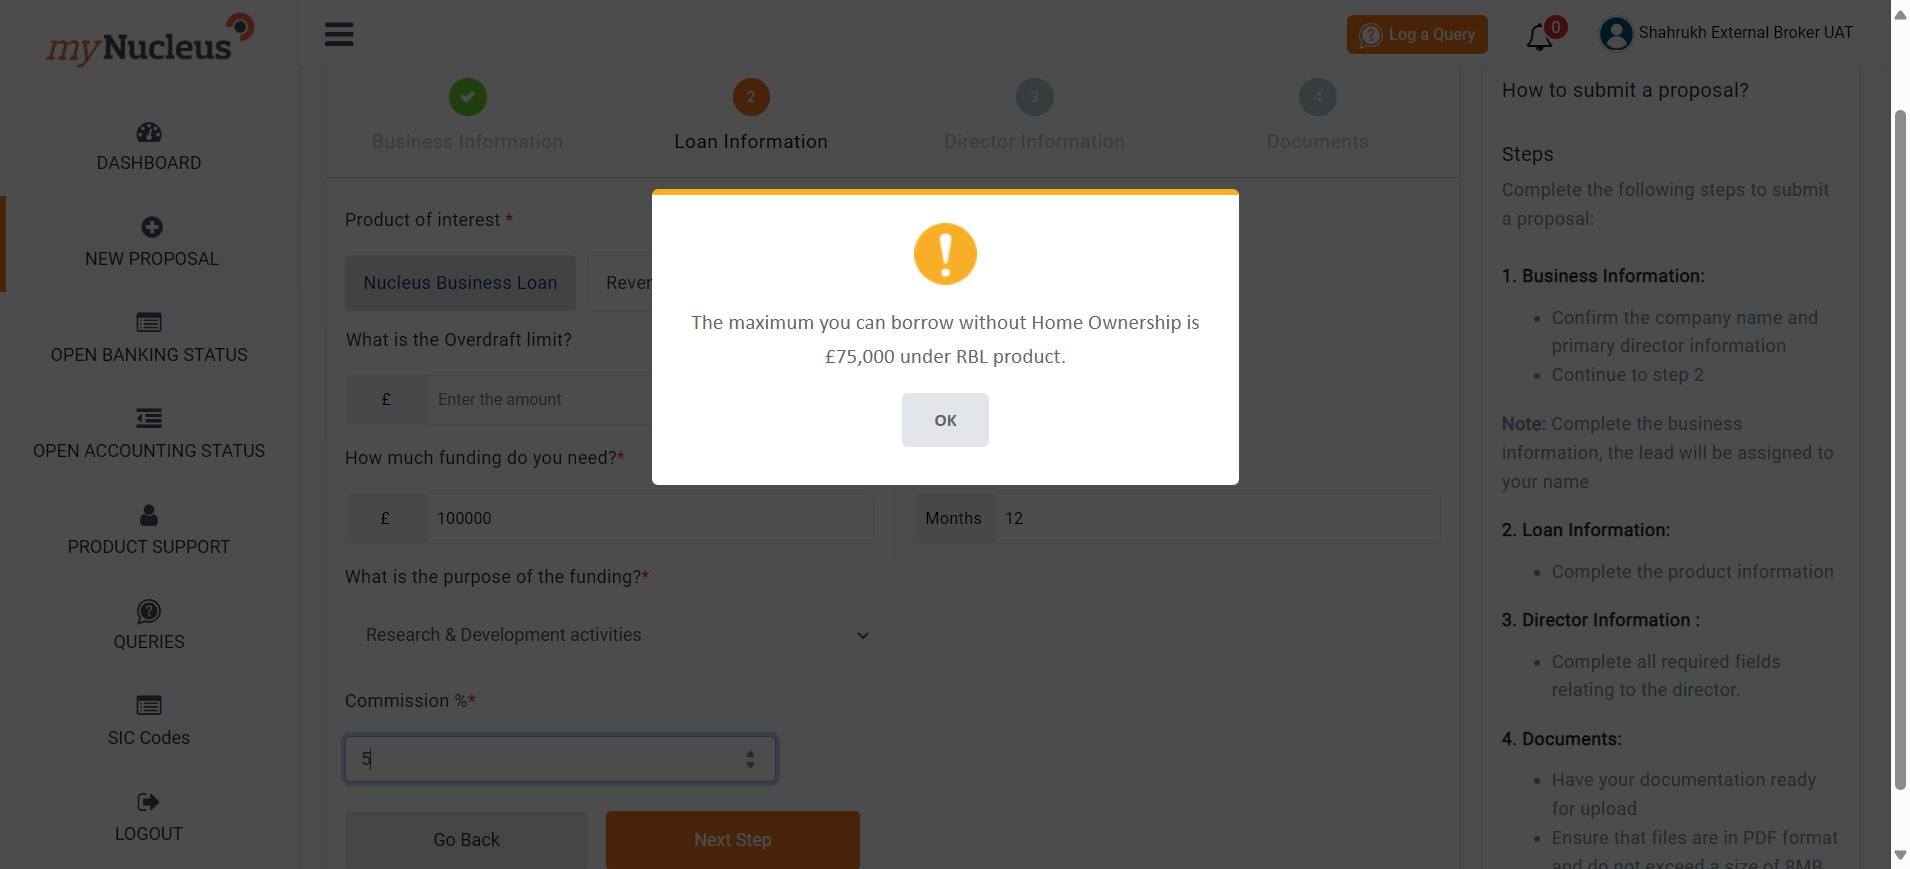 myNucleus
Log a Query
0
Shahrukh External Broker UAT
DASHBOARD
NEW PROPOSAL
OPEN BANKING STATUS
OPEN ACCOUNTING STATUS
PRODUCT SUPPORT
QUERIES
SIC Codes
LOGOUT
2
3
4
Business Information
Loan Information
Director Information
Documents
Product of interest *
Nucleus Business Loan
Rever
What is the Overdraft limit?
£
Enter the amount
How much funding do you need?*
£
100000
Months
12
What is the purpose of the funding?*
Research & Development activities
Commission %*
5
Go Back
Next Step
!
The maximum you can borrow without Home Ownership is
£75,000 under RBL product.
OK
How to submit a proposal?
Steps
Complete the following steps to submit
a proposal:
1. Business Information:
• Confirm the company name and
primary director information
• Continue to step 2
Note: Complete the business
information, the lead will be assigned to
your name
2. Loan Information:
• Complete the product information
3. Director Information :
• Complete all required fields
relating to the director.
4. Documents:
• Have your documentation ready
for upload
• Ensure that files are in PDF format
and do not exceed a size of 8MB